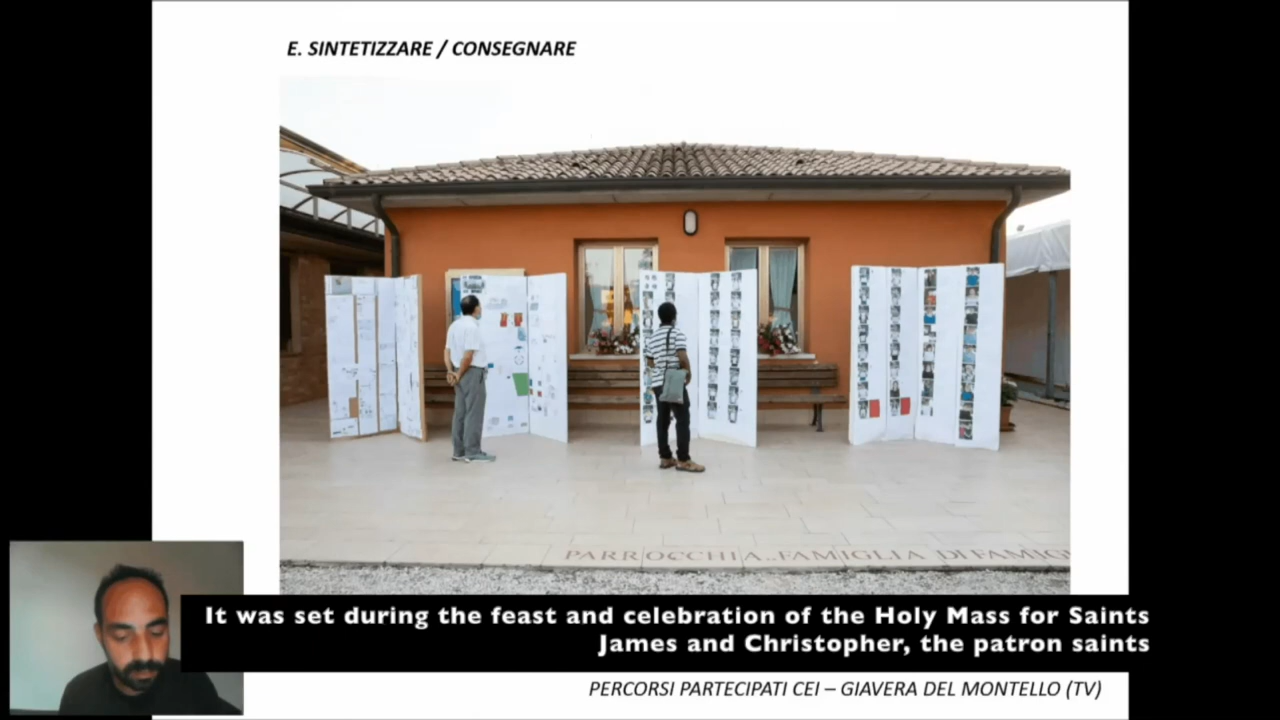 E. SINTETIZZARE / CONSEGNARE
PARROCCHIA..FAMIGLIA DI FAMIG
It was set during the feast and celebration of the Holy Mass for Saints
James and Christopher, the patron saints
PERCORSI PARTECIPATI CEI – GIAVERA DEL MONTELLO (TV)